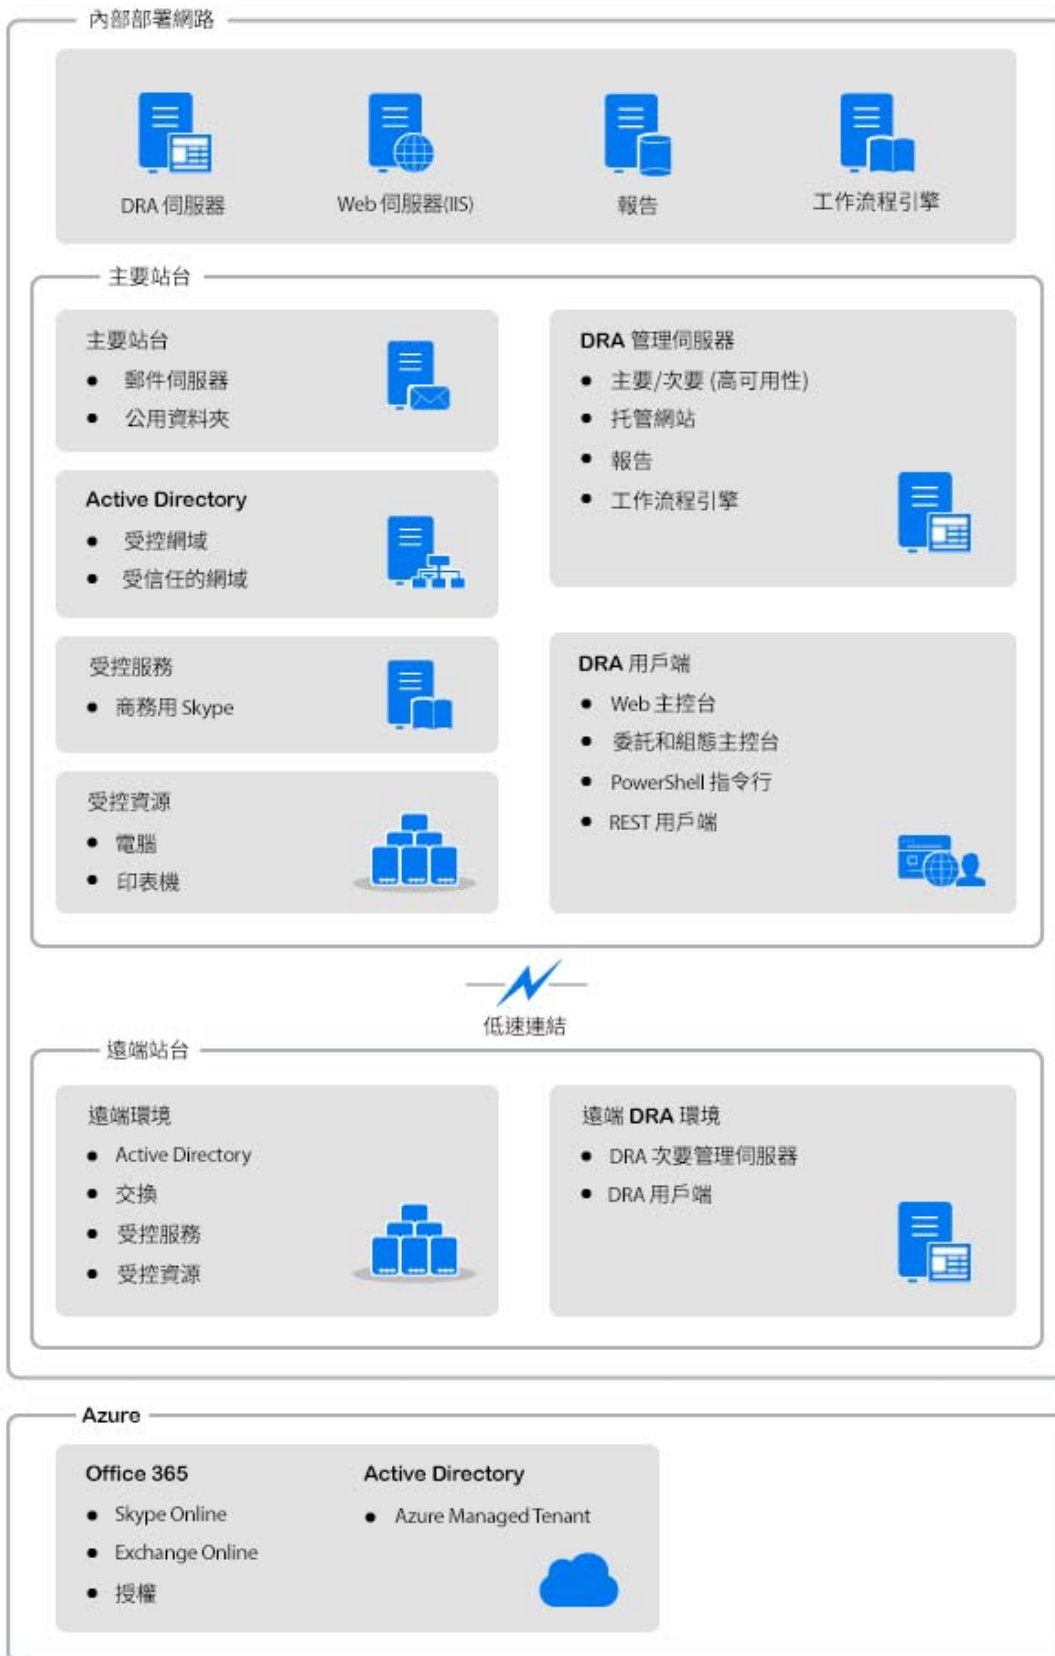 內部部署網路
DRA 伺服器
Web 伺服器(IIS)
報告
工作流程引擎
主要站台
主要站台
● 郵件伺服器
● 公用資料夾
Active Directory
● 受控網域
● 受信任的網域
受控服務
● 商務用 Skype
受控資源
● 電腦
● 印表機
DRA 管理伺服器
● 主要/次要 (高可用性)
● 托管網站
● 報告
● 工作流程引擎
DRA 用戶端
● Web 主控台
● 委託和組態主控台
● PowerShell 指令行
● REST 用戶端
低速連結
遠端站台
遠端環境
● Active Directory
● 交換
● 受控服務
● 受控資源
遠端 DRA 環境
● DRA 次要管理伺服器
● DRA 用戶端
Azure
Office 365
● Skype Online
● Exchange Online
● 授權
Active Directory
● Azure Managed Tenant